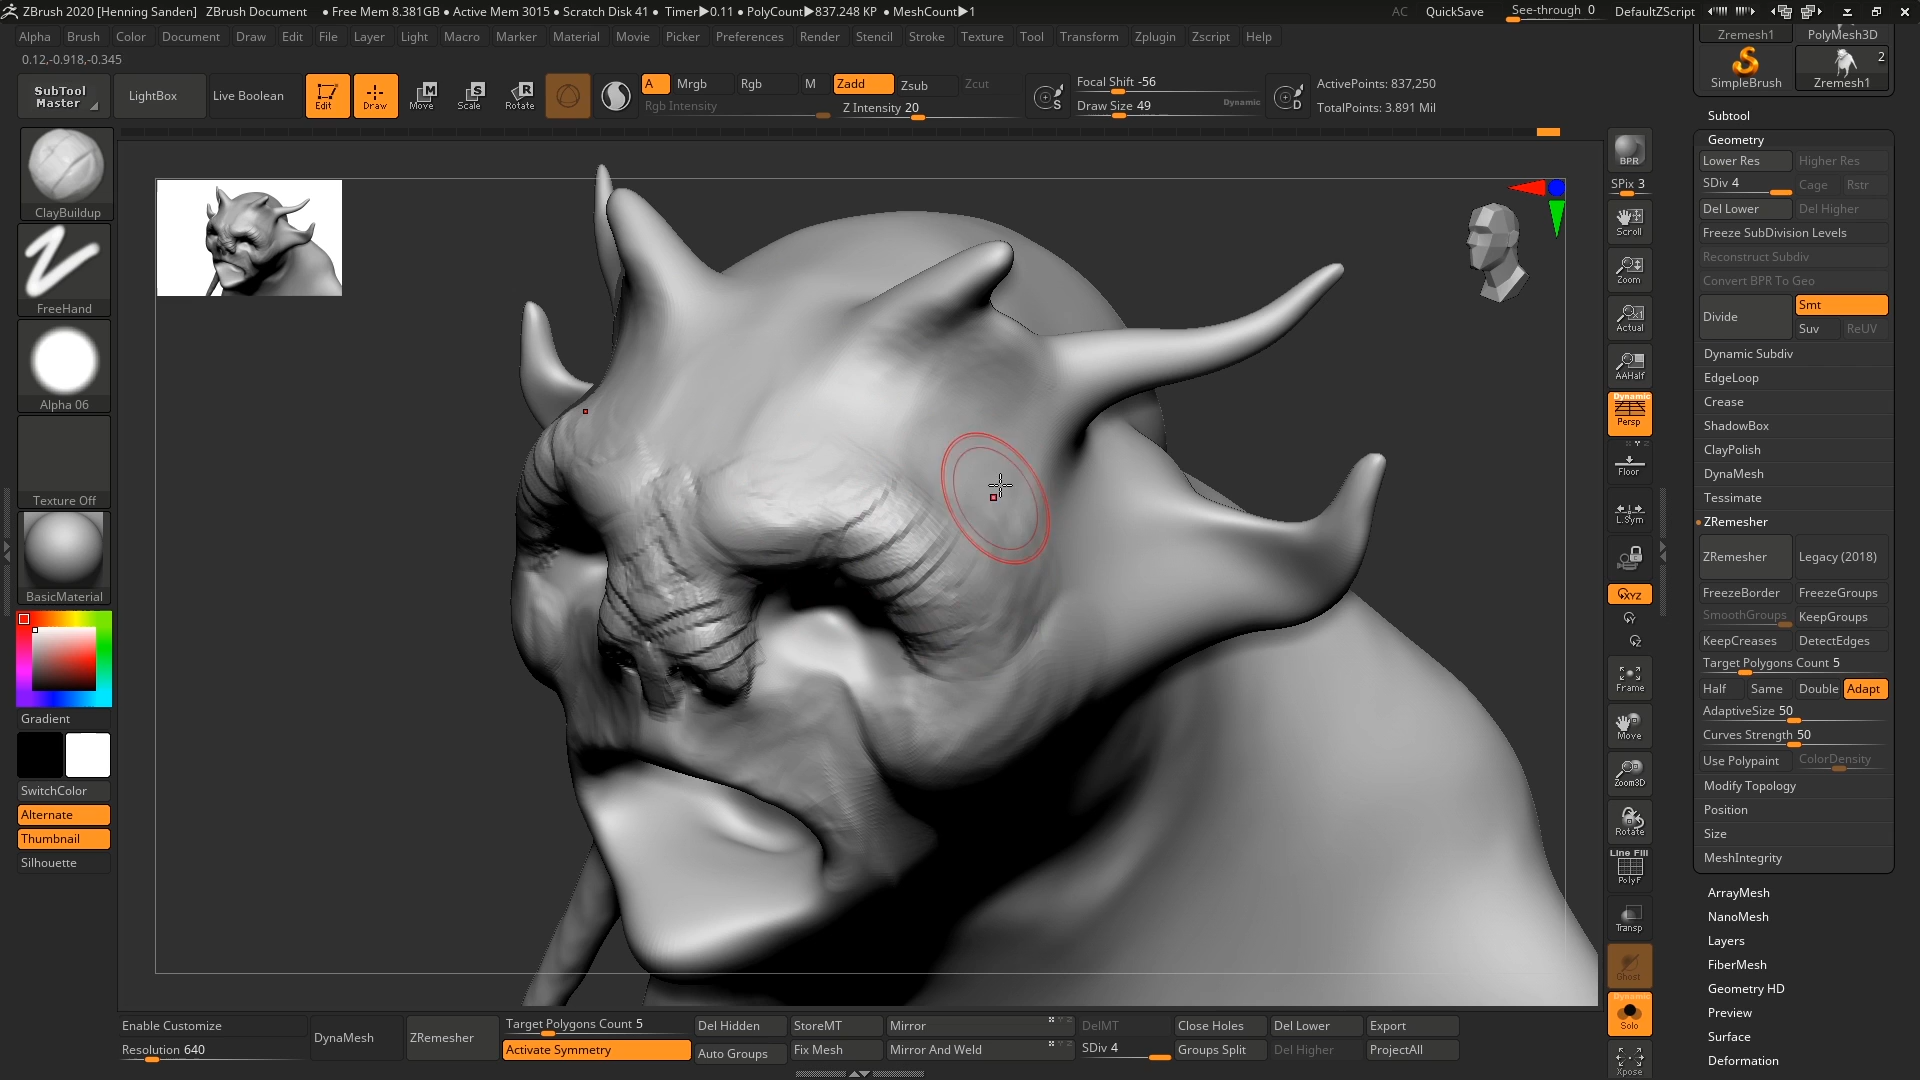 ZBrush 2020 [Henning Sanden] ZBrush Document • Free Mem 8.381GB • Active Mem 3015 • Scratch Disk 41 • Timer▶0.11 • PolyCount▶837.248 KP • MeshCount▶1 AC QuickSave See-through 0 DefaultZScript
Alpha Brush Color Document Draw Edit File Layer Light Macro Marker Material Movie Picker Preferences Render Stencil Stroke Texture Tool Transform Zplugin Zscript Help
0.12,-0.918,-0.345
SubTool Master
LightBox
Live Boolean
Edit
Draw
Move
Scale
Rotate
A
Mrgb
Rgb
M
Zadd
Zsub
Zcut
Rgb Intensity
Z Intensity 20
Focal Shift -56
Draw Size 49
Dynamic
ActivePoints: 837,250
TotalPoints: 3.891 Mil
ClayBuildup
FreeHand
Alpha 06
Texture Off
BasicMaterial
Gradient
SwitchColor
Alternate
Thumbnail
Silhouette
BPR
SPix 3
Scroll
Zoom
Actual
AAHalf
Dynamic
Persp
Floor
L.Sym
XYZ
Frame
Move
Zoom3D
Rotate
Line Fill
PolyF
Transp
Ghost
Dynamic
Solo
Xpose
Zremesh1
PolyMesh3D
2
SimpleBrush
Zremesh1
Subtool
Geometry
Lower Res
Higher Res
SDiv 4
Cage
Rstr
Del Lower
Del Higher
Freeze SubDivision Levels
Reconstruct Subdiv
Convert BPR To Geo
Divide
Smt
Suv
ReUV
Dynamic Subdiv
EdgeLoop
Crease
ShadowBox
ClayPolish
DynaMesh
Tessimate
ZRemesher
ZRemesher
Legacy (2018)
FreezeBorder
FreezeGroups
SmoothGroups
KeepGroups
KeepCreases
DetectEdges
Target Polygons Count 5
Half
Same
Double
Adapt
AdaptiveSize 50
Curves Strength 50
Use Polypaint
ColorDensity
Modify Topology
Position
Size
MeshIntegrity
ArrayMesh
NanoMesh
Layers
FiberMesh
Geometry HD
Preview
Surface
Deformation
Enable Customize
Resolution 640
DynaMesh
ZRemesher
Target Polygons Count 5
Activate Symmetry
Del Hidden
Auto Groups
StoreMT
Fix Mesh
Mirror
Mirror And Weld
DelMT
SDiv 4
Close Holes
Groups Split
Del Lower
Del Higher
Export
ProjectAll